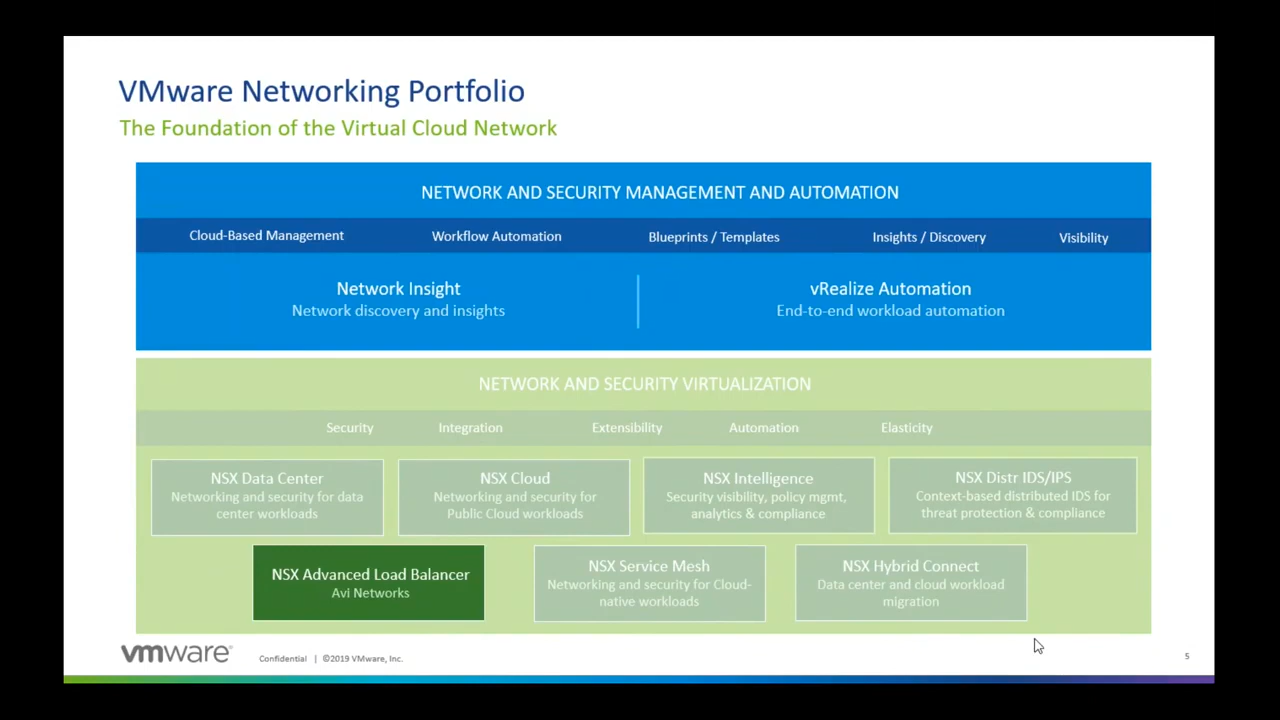 VMware Networking Portfolio
The Foundation of the Virtual Cloud Network
NETWORK AND SECURITY MANAGEMENT AND AUTOMATION
Cloud-Based Management Workflow Automation Blueprints / Templates Insights / Discovery Visibility
Network Insight
Network discovery and insights
vRealize Automation
End-to-end workload automation
NETWORK AND SECURITY VIRTUALIZATION
Security Integration Extensibility Automation Elasticity
NSX Data Center
Networking and security for data
center workloads
NSX Cloud
Networking and security for
Public Cloud workloads
NSX Intelligence
Security visibility, policy mgmt,
analytics & compliance
NSX Distr IDS/IPS
Context-based distributed IDS for
threat protection & compliance
NSX Advanced Load Balancer
Avi Networks
NSX Service Mesh
Networking and security for Cloud-
native workloads
NSX Hybrid Connect
Data center and cloud workload
migration
vmware® Confidential | ©2019 VMware, Inc. 5